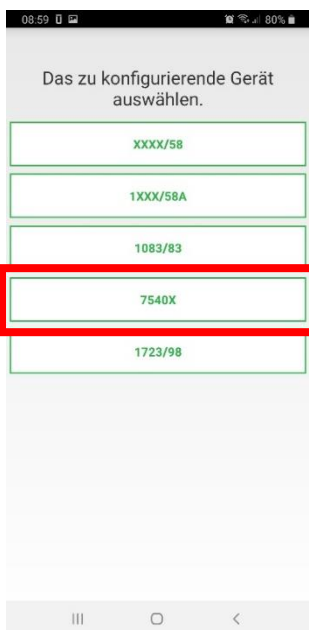 08:59 80%
Das zu konfigurierende Gerät
auswählen.
XXXX/58
1XXX/58A
1083/83
7540X
1723/98